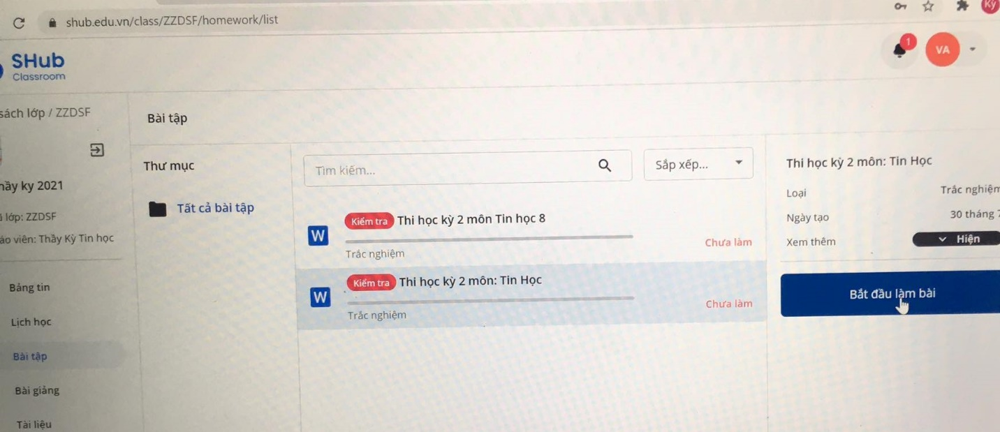 shub.edu.vn/class/ZZDSF/homework/list
Kỳ
SHub
Classroom
1
VA
sách lớp / ZZDSF
Bài tập
Thư mục
Tìm kiếm...
Sắp xếp...
Thi học kỳ 2 môn: Tin Học
Loại
Trắc nghiệm
Ngày tạo
30 tháng 7
Xem thêm
Hiện
Bắt đầu làm bài
Tất cả bài tập
W
Kiểm tra Thi học kỳ 2 môn Tin học 8
Trắc nghiệm
Chưa làm
W
Kiểm tra Thi học kỳ 2 môn: Tin Học
Trắc nghiệm
Chưa làm
ky 2021
lớp: ZZDSF
viên: Thầy Kỳ Tin học
Bảng tin
Lịch học
Bài tập
Bài giảng
Tài liệu